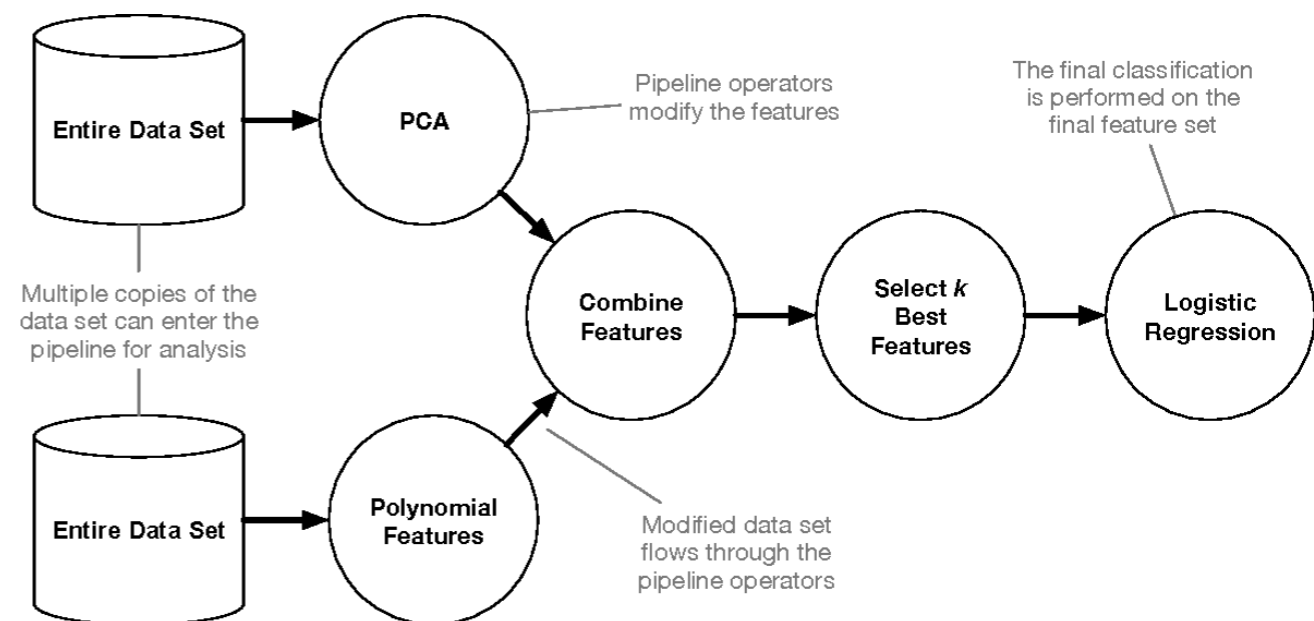 Entire Data Set
PCA
Pipeline operators
modify the features
The final classification
is performed on the
final feature set
Multiple copies of the
data set can enter the
pipeline for analysis
Combine
Features
Select k
Best
Features
Logistic
Regression
Entire Data Set
Polynomial
Features
Modified data set
flows through the
pipeline operators